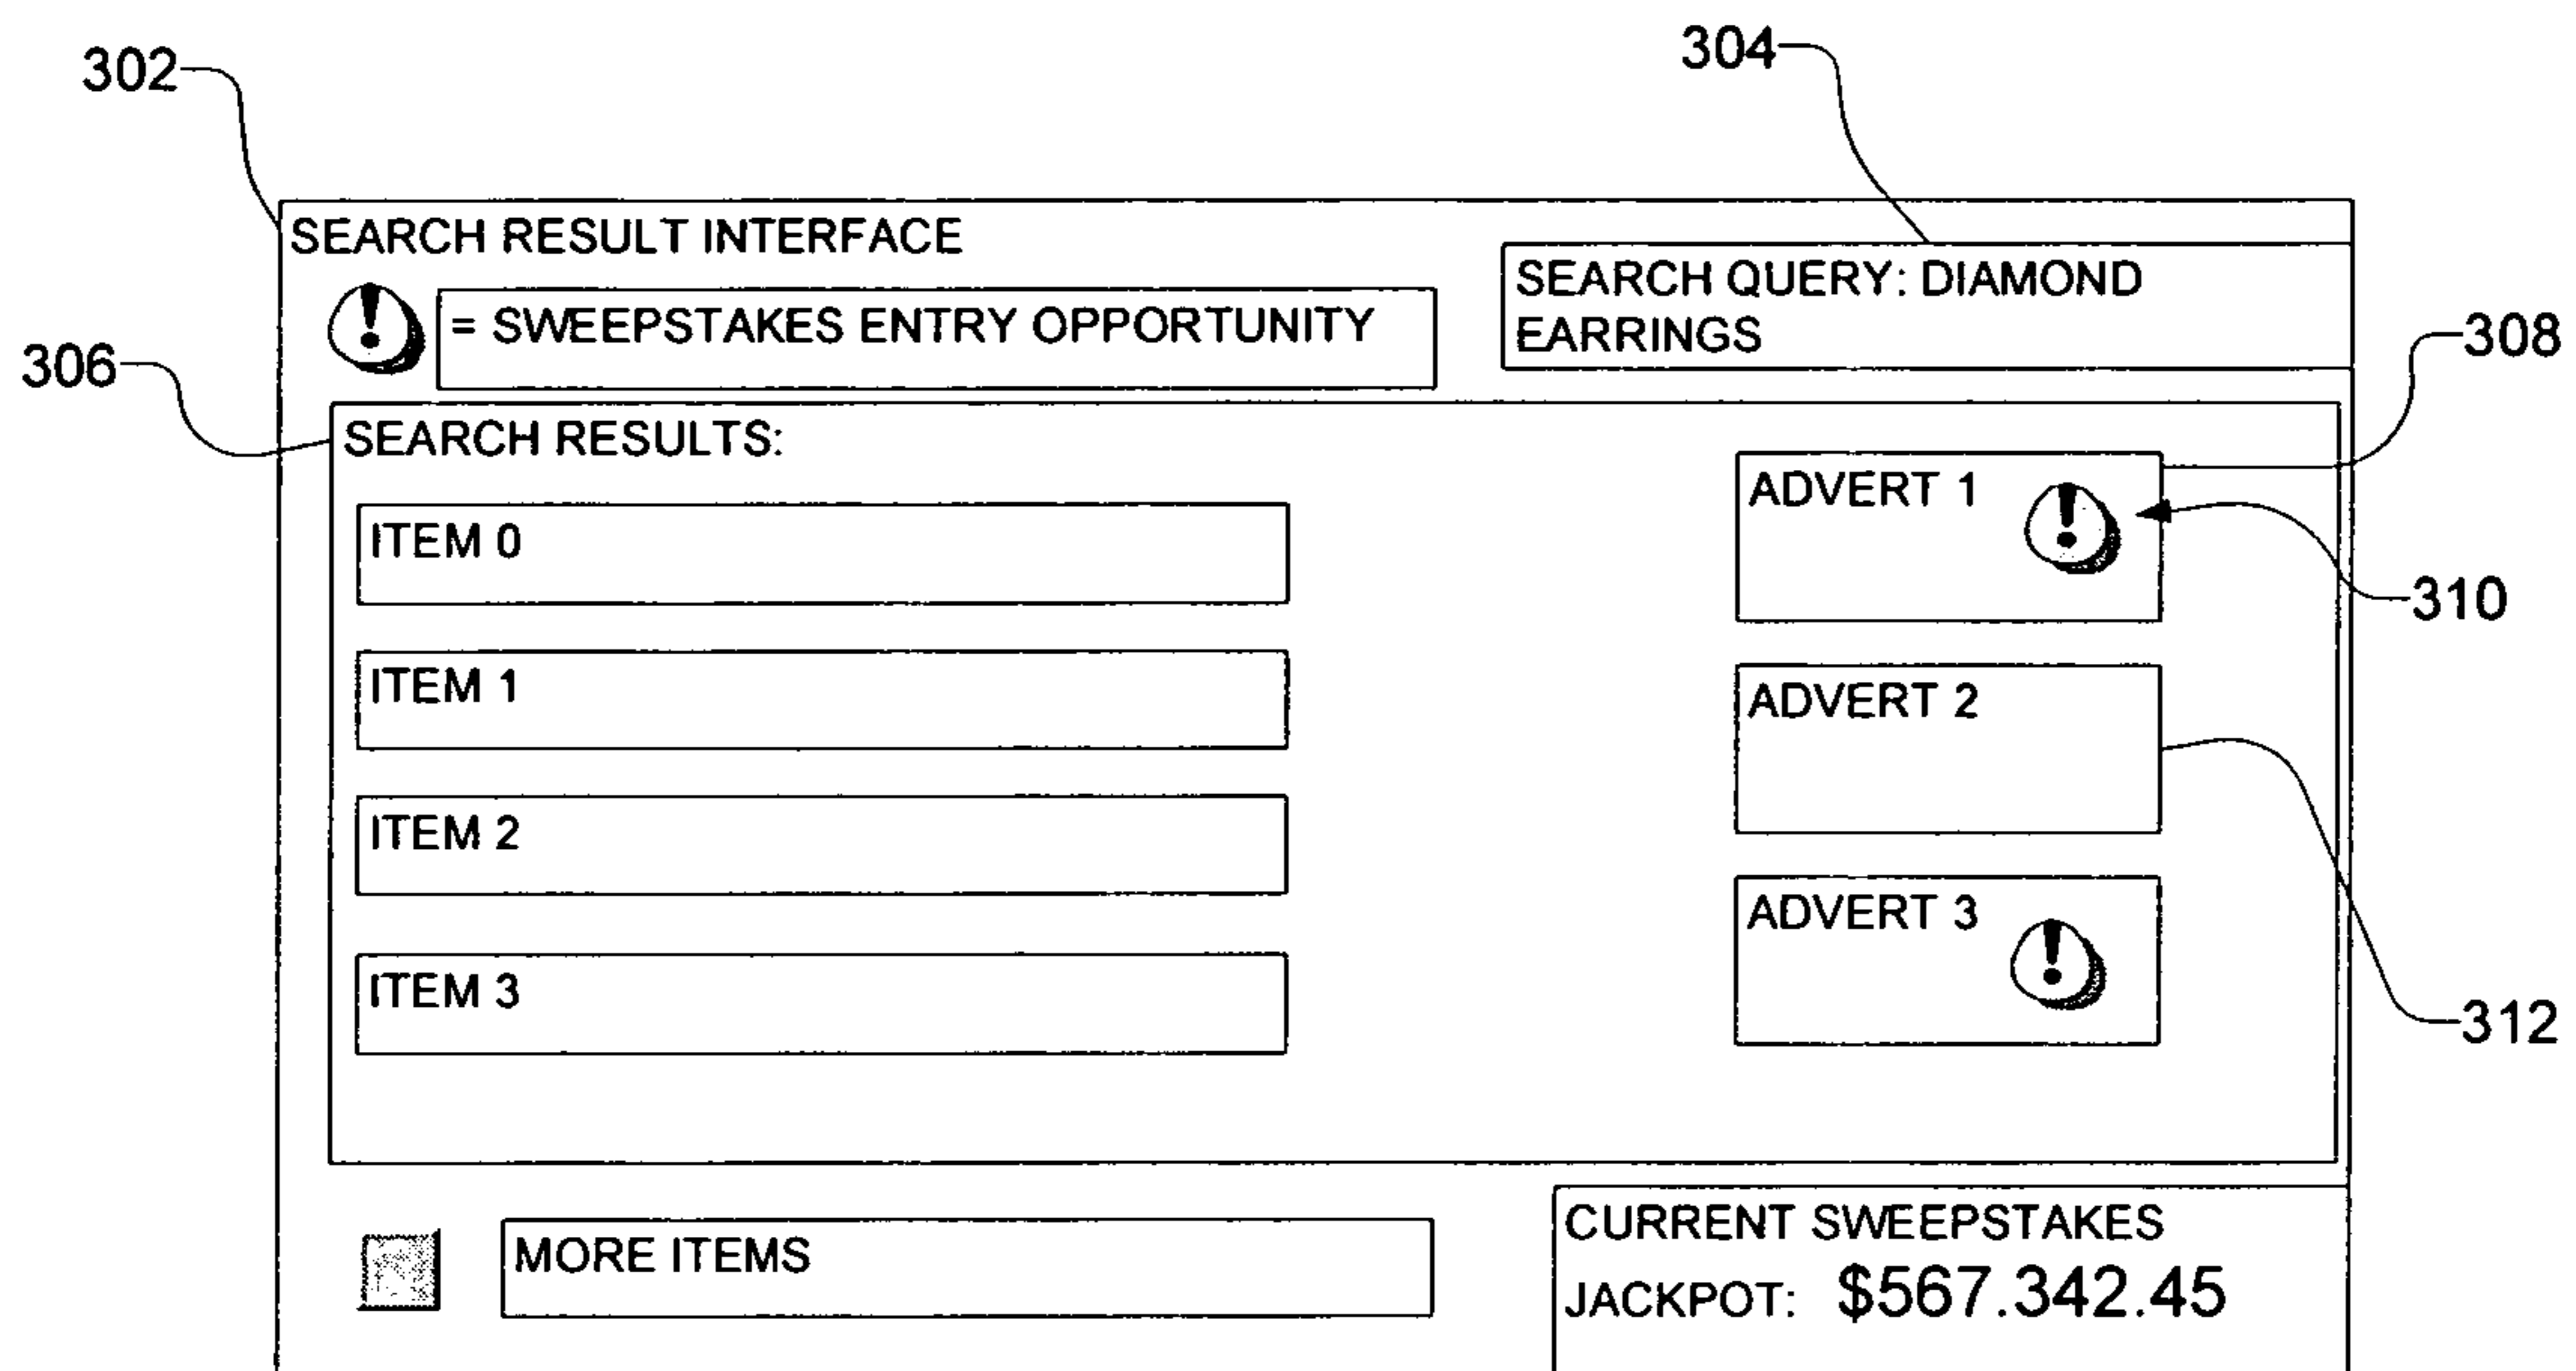 302
304
SEARCH RESULT INTERFACE
SEARCH QUERY: DIAMOND
EARRINGS
! = SWEEPSTAKES ENTRY OPPORTUNITY
308
306
SEARCH RESULTS:
ADVERT 1 !
ITEM 0
310
ITEM 1
ADVERT 2
ITEM 2
ADVERT 3 !
ITEM 3
312
MORE ITEMS
CURRENT SWEEPSTAKES
JACKPOT: $567.342.45